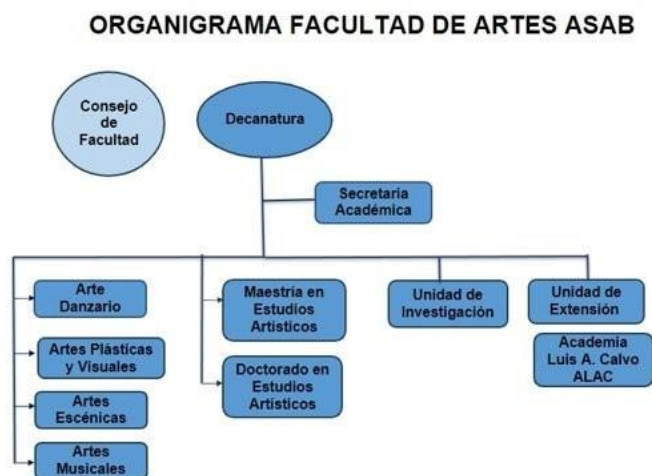 ORGANIGRAMA FACULTAD DE ARTES ASAB
Consejo
de
Facultad
Decanatura
Secretaria
Académica
Arte
Danzario
Artes Plásticas
y Visuales
Artes
Escénicas
Artes
Musicales
Maestría en
Estudios
Artísticos
Doctorado en
Estudios
Artísticos
Unidad de
Investigación
Unidad de
Extensión
Academia
Luis A. Calvo
ALAC